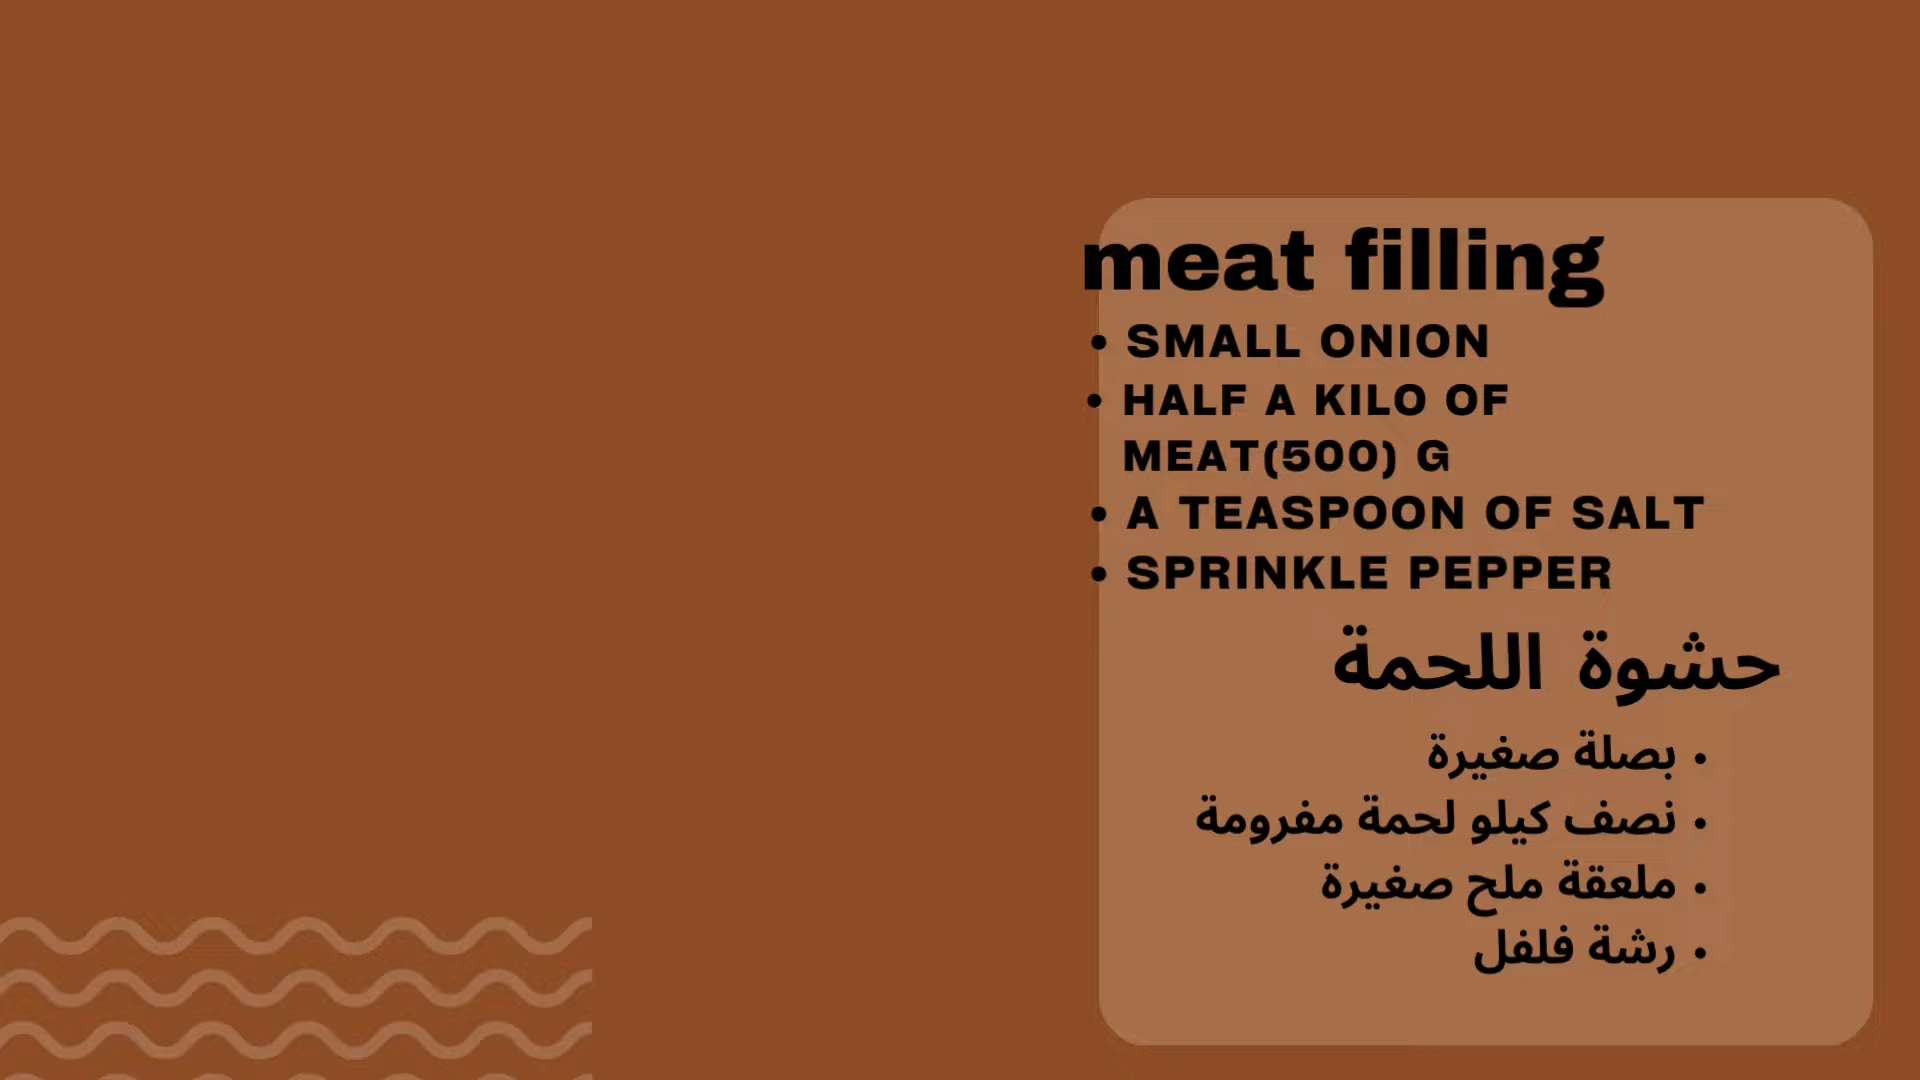 meat filling
• SMALL ONION
• HALF A KILO OF
MEAT(500) G
• A TEASPOON OF SALT
• SPRINKLE PEPPER
حشوة اللحمة
• بصلة صغيرة
• نصف كيلو لحمة مفرومة
• ملعقة ملح صغيرة
• رشة فلفل